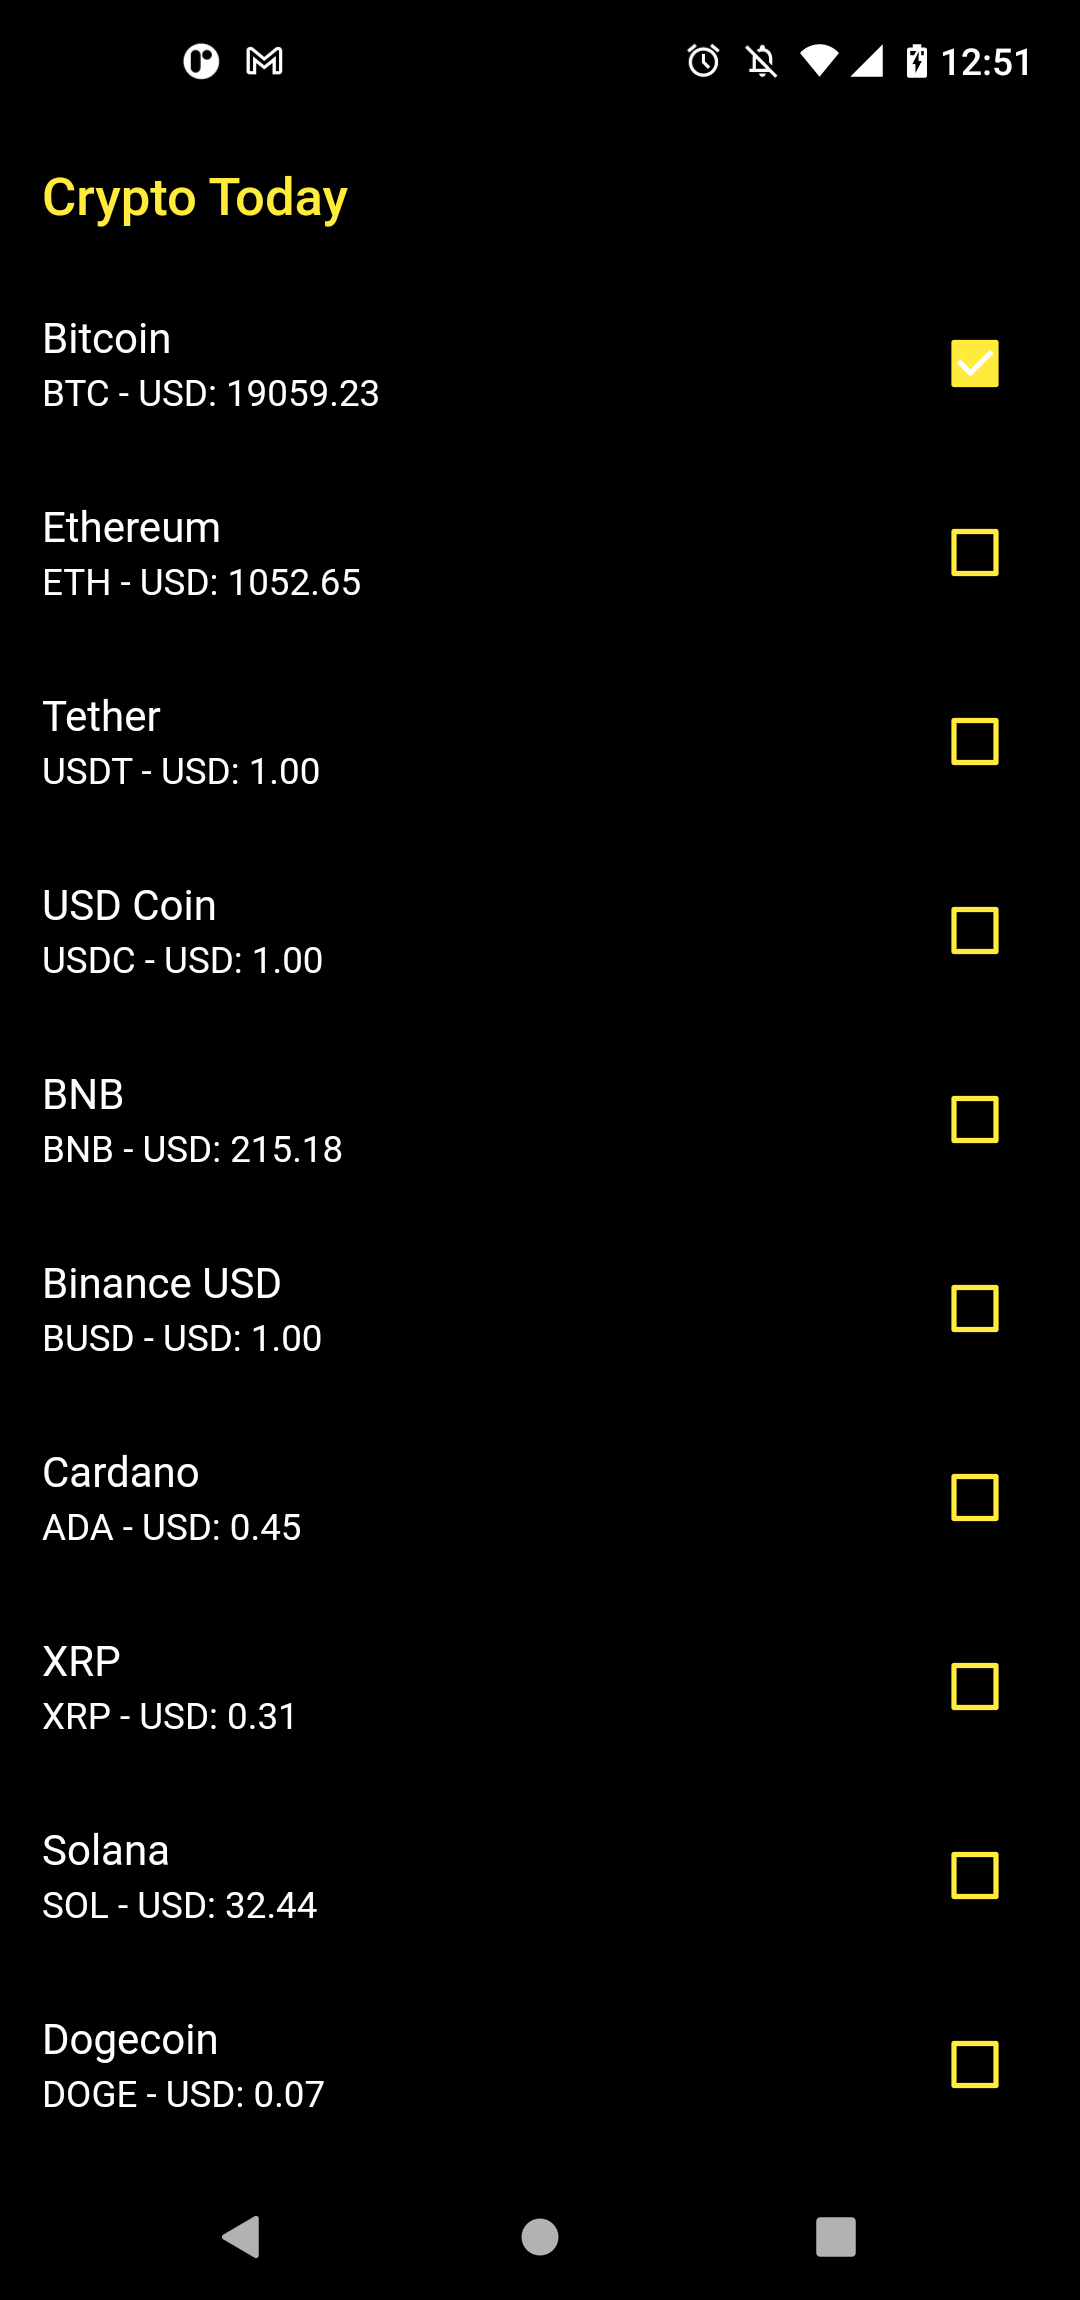 12:51
Crypto Today
Bitcoin
BTC - USD: 19059.23
Ethereum
ETH - USD: 1052.65
Tether
USDT - USD: 1.00
USD Coin
USDC - USD: 1.00
BNB
BNB - USD: 215.18
Binance USD
BUSD - USD: 1.00
Cardano
ADA - USD: 0.45
XRP
XRP - USD: 0.31
Solana
SOL - USD: 32.44
Dogecoin
DOGE - USD: 0.07